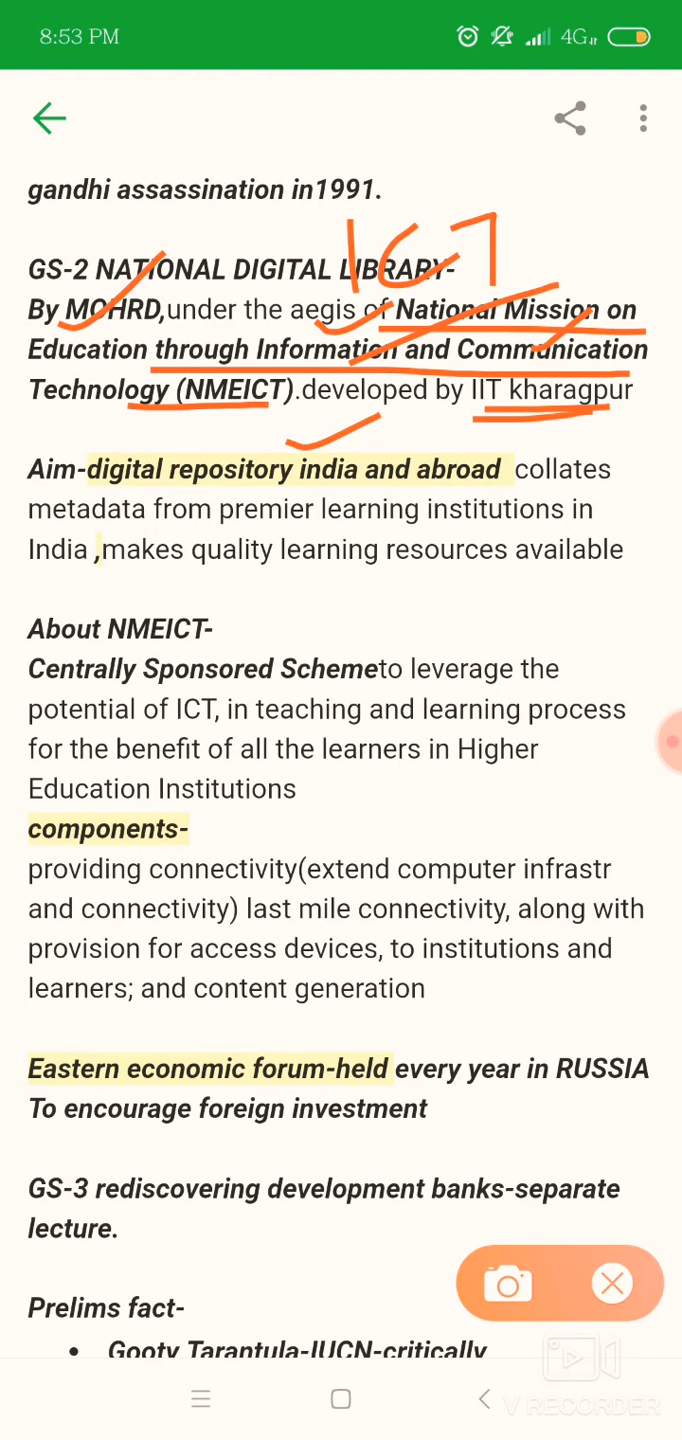 8:53 PM
4G
gandhi assassination in1991.
ICT
GS-2 NATIONAL DIGITAL LIBRARY-
By MOHRD,under the aegis of National Mission on
Education through Information and Communication
Technology (NMEICT).developed by IIT kharagpur
Aim-digital repository india and abroad collates
metadata from premier learning institutions in
India ,makes quality learning resources available
About NMEICT-
Centrally Sponsored Schemeto leverage the
potential of ICT, in teaching and learning process
for the benefit of all the learners in Higher
Education Institutions
components-
providing connectivity(extend computer infrastr
and connectivity) last mile connectivity, along with
provision for access devices, to institutions and
learners; and content generation
Eastern economic forum-held every year in RUSSIA
To encourage foreign investment
GS-3 rediscovering development banks-separate
lecture.
Prelims fact-
• Gooty Tarantula-IUCN-critically
V RECORDER